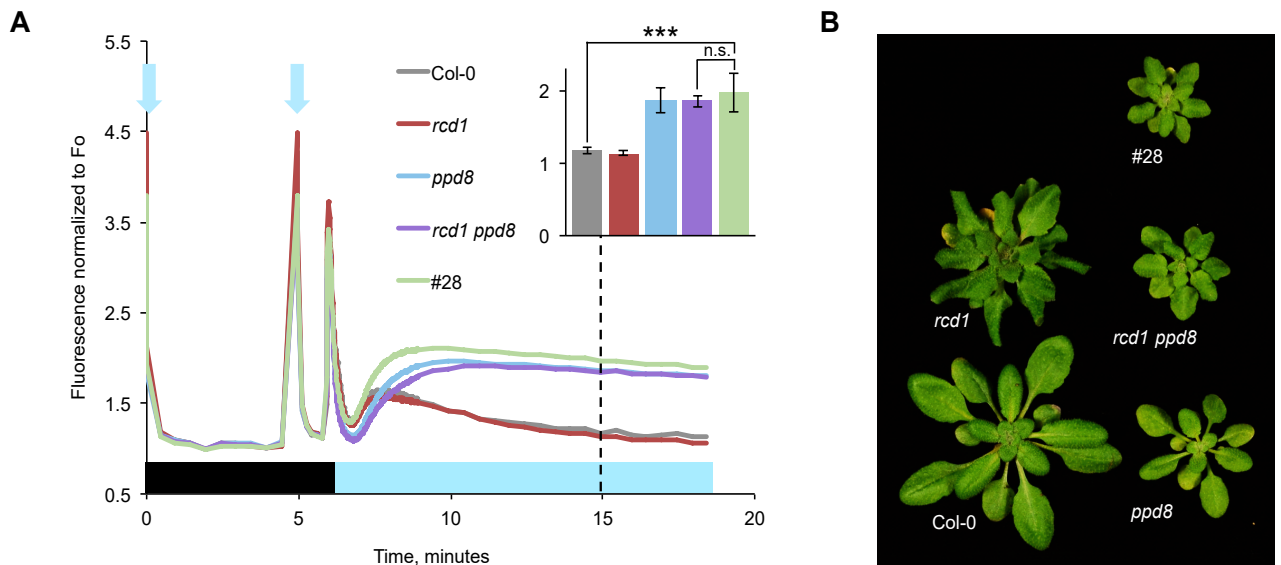 A
B
5.5
4.5
3.5
2.5
1.5
0.5
Fluorescence normalized to Fo
0
5
10
15
20
Time, minutes
Col-0
rcd1
ppd8
rcd1 ppd8
#28
***
n.s.
2
1
0
#28
rcd1
rcd1 ppd8
Col-0
ppd8